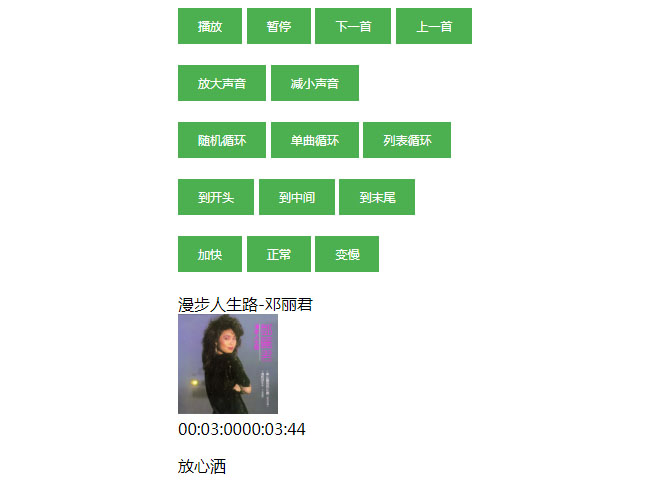 播放 暂停 下一首 上一首
放大声音 减小声音
随机循环 单曲循环 列表循环
到开头 到中间 到末尾
加快 正常 变慢
漫步人生路-邓丽君
00:03:0000:03:44
放心洒